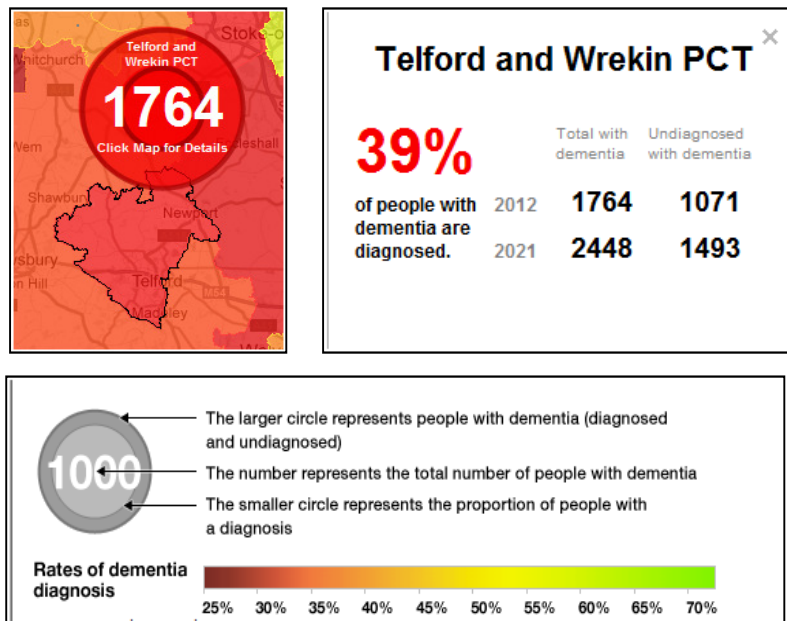 Stoke-o
Telford and
Wrekin PCT
Whitchurch
1764
Click Map for Details
Wem
Shawbury
Newport
Telford
M54
Madeley
Telford and Wrekin PCT
×
39%
of people with
dementia are
diagnosed.
Total with
dementia
Undiagnosed
with dementia
2012 1764 1071
2021 2448 1493
The larger circle represents people with dementia (diagnosed
and undiagnosed)
1000
The number represents the total number of people with dementia
The smaller circle represents the proportion of people with
a diagnosis
Rates of dementia
diagnosis
25% 30% 35% 40% 45% 50% 55% 60% 65% 70%